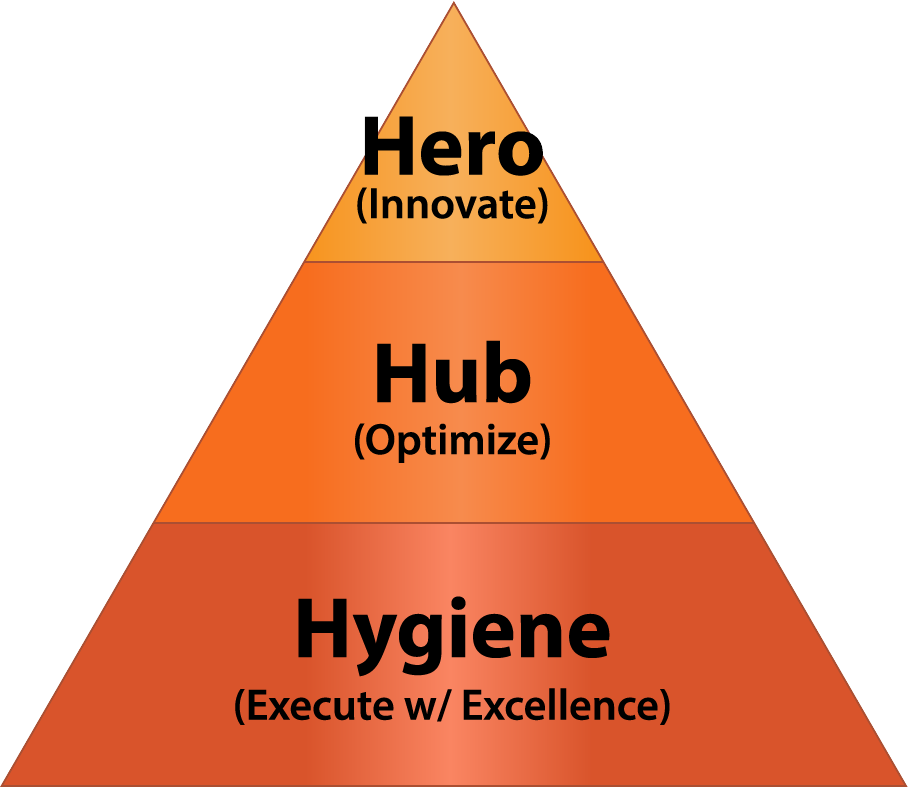 Hero
(Innovate)
Hub
(Optimize)
Hygiene
(Execute w/ Excellence)